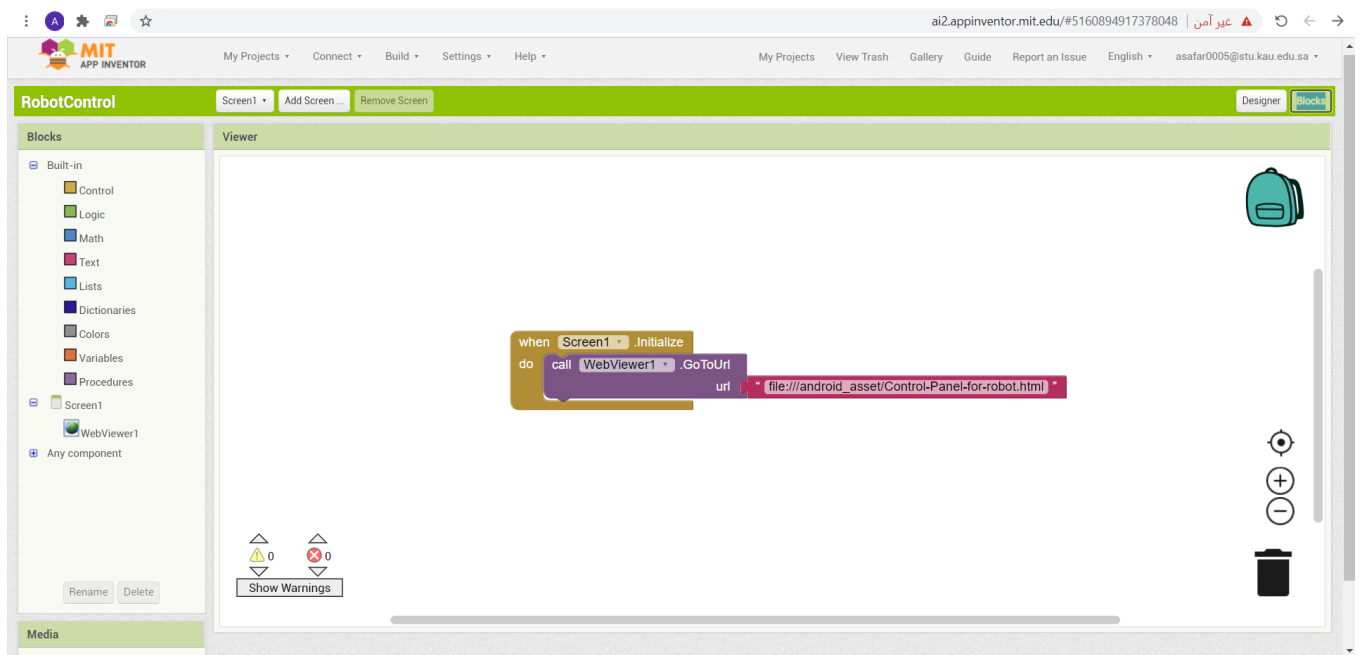 A
ai2.appinventor.mit.edu/#5160894917378048 | غير آمن
MIT
APP INVENTOR
My Projects Connect Build Settings Help My Projects View Trash Gallery Guide Report an Issue English asafar0005@stu.kau.edu.sa
RobotControl Screen1 Add Screen ... Remove Screen Designer Blocks
Blocks
Viewer
Built-in
Control
Logic
Math
Text
Lists
Dictionaries
Colors
Variables
Procedures
Screen1
WebViewer1
Any component
Rename Delete
Media
when Screen1 .Initialize
do call WebViewer1 .GoToUrl
url " file:///android_asset/Control-Panel-for-robot.html "
0 0
Show Warnings